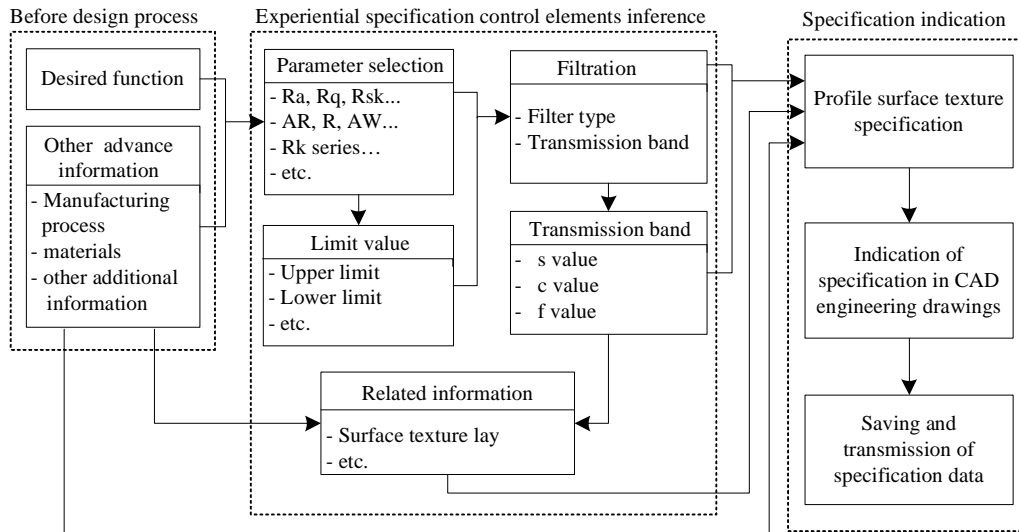 Before design process
Desired function
Other advance
information
- Manufacturing
process
- materials
- other additional
information
Experiential specification control elements inference
Parameter selection
- Ra, Rq, Rsk...
- AR, R, AW...
- Rk series…
- etc.
Limit value
- Upper limit
- Lower limit
- etc.
Filtration
- Filter type
- Transmission band
Transmission band
- s value
- c value
- f value
Related information
- Surface texture lay
- etc.
Specification indication
Profile surface texture
specification
Indication of
specification in CAD
engineering drawings
Saving and
transmission of
specification data